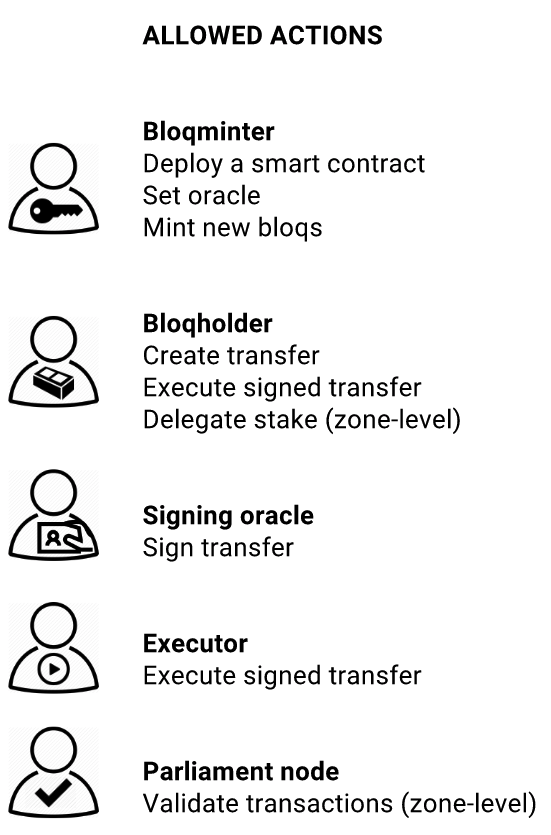 ALLOWED ACTIONS
Bloqminter
Deploy a smart contract
Set oracle
Mint new bloqs
Bloqholder
Create transfer
Execute signed transfer
Delegate stake (zone-level)
Signing oracle
Sign transfer
Executor
Execute signed transfer
Parliament node
Validate transactions (zone-level)